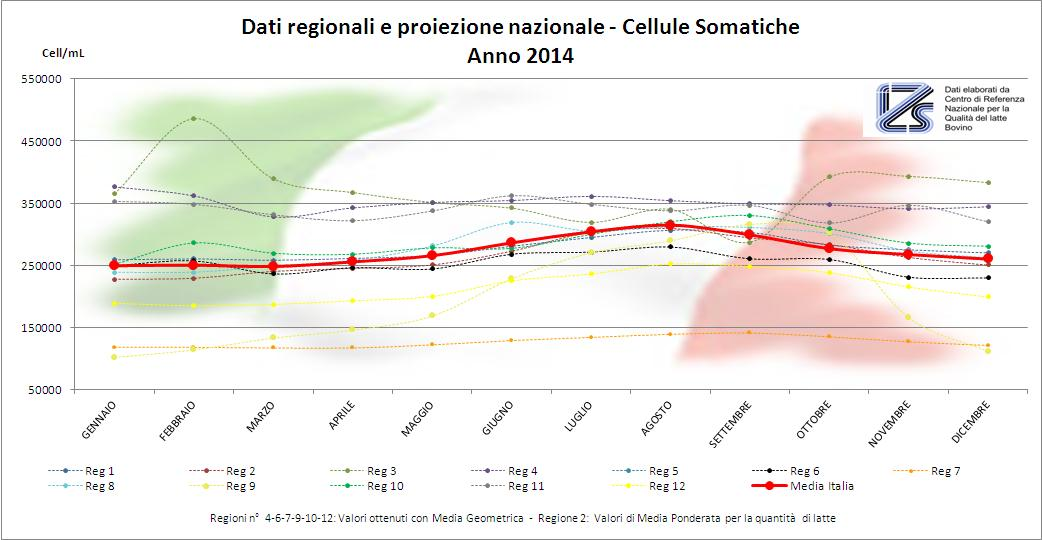 Dati regionali e proiezione nazionale - Cellule Somatiche
Anno 2014
Cell/mL
Dati elaborati da
Centro di Referenza
Nazionale per la
Qualità del latte
Bovino
IZS
550000
450000
350000
250000
150000
50000
GENNAIO
FEBBRAIO
MARZO
APRILE
MAGGIO
GIUGNO
LUGLIO
AGOSTO
SETTEMBRE
OTTOBRE
NOVEMBRE
DICEMBRE
Reg 1
Reg 2
Reg 3
Reg 4
Reg 5
Reg 6
Reg 7
Reg 8
Reg 9
Reg 10
Reg 11
Reg 12
Media Italia
Regioni n° 4-6-7-9-10-12: Valori ottenuti con Media Geometrica - Regione 2: Valori di Media Ponderata per la quantità di latte